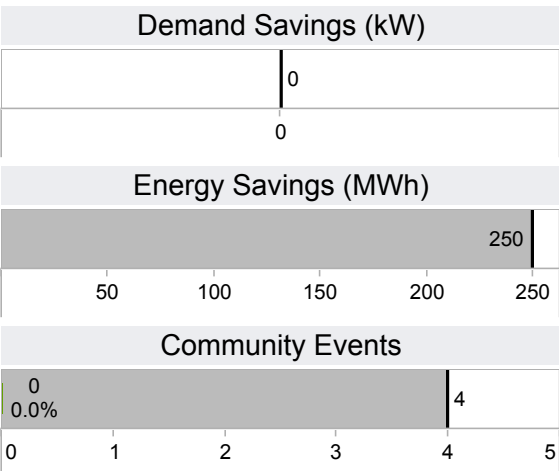 Demand Savings (kW)
0
0
Energy Savings (MWh)
250
50 100 150 200 250
Community Events
0
0.0%
4
0 1 2 3 4 5